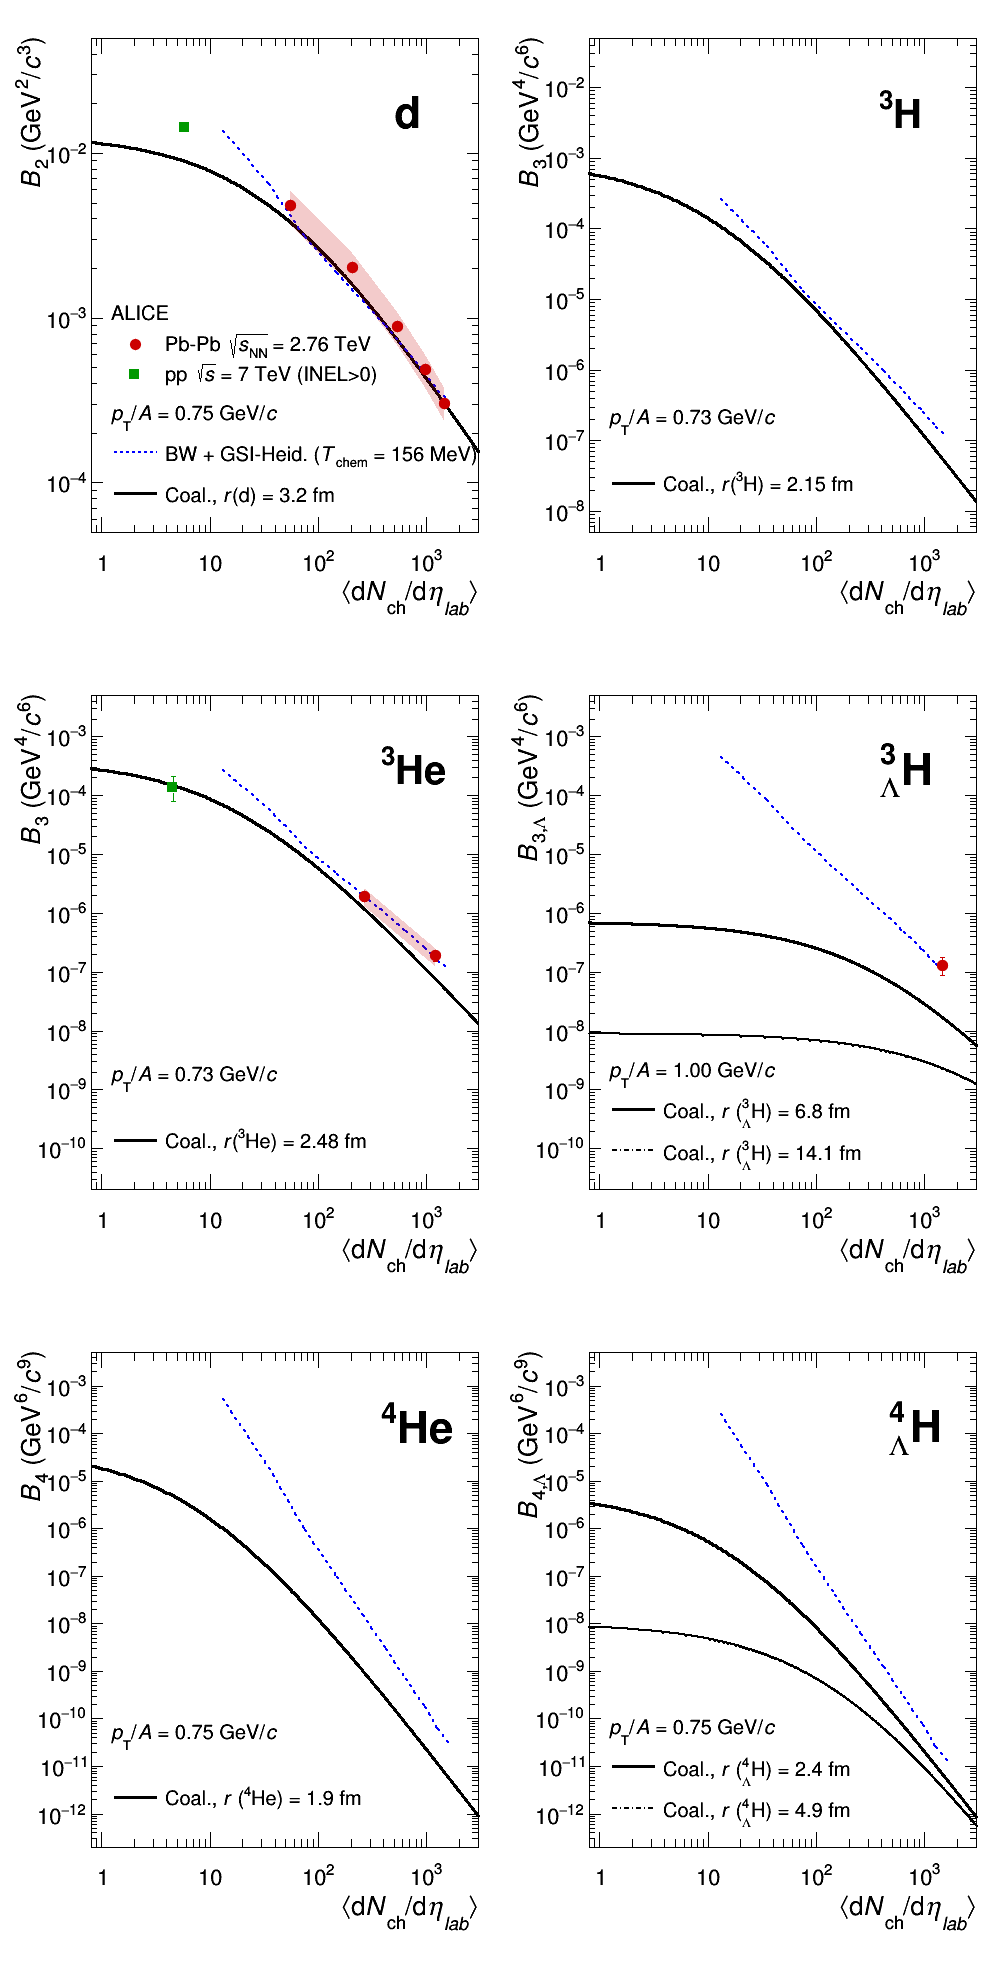 B₂ (GeV²/c³)
d
10⁻²
10⁻³
10⁻⁴
ALICE
Pb-Pb √sNN = 2.76 TeV
pp √s = 7 TeV (INEL>0)
pT/A = 0.75 GeV/c
BW + GSI-Heid. (Tchem = 156 MeV)
Coal., r(d) = 3.2 fm
1 10 10² 10³
⟨dNch/dηlab⟩
B₃ (GeV⁴/c⁶)
³H
10⁻²
10⁻³
10⁻⁴
10⁻⁵
10⁻⁶
10⁻⁷
10⁻⁸
pT/A = 0.73 GeV/c
Coal., r(³H) = 2.15 fm
1 10 10² 10³
⟨dNch/dηlab⟩
B₃ (GeV⁴/c⁶)
³He
10⁻³
10⁻⁴
10⁻⁵
10⁻⁶
10⁻⁷
10⁻⁸
10⁻⁹
10⁻¹⁰
pT/A = 0.73 GeV/c
Coal., r(³He) = 2.48 fm
1 10 10² 10³
⟨dNch/dηlab⟩
B₃,Λ (GeV⁴/c⁶)
³ΛH
10⁻³
10⁻⁴
10⁻⁵
10⁻⁶
10⁻⁷
10⁻⁸
10⁻⁹
10⁻¹⁰
pT/A = 1.00 GeV/c
Coal., r (³ΛH) = 6.8 fm
Coal., r (³ΛH) = 14.1 fm
1 10 10² 10³
⟨dNch/dηlab⟩
B₄ (GeV⁶/c⁹)
⁴He
10⁻³
10⁻⁴
10⁻⁵
10⁻⁶
10⁻⁷
10⁻⁸
10⁻⁹
10⁻¹⁰
10⁻¹¹
10⁻¹²
pT/A = 0.75 GeV/c
Coal., r (⁴He) = 1.9 fm
1 10 10² 10³
⟨dNch/dηlab⟩
B₄,Λ (GeV⁶/c⁹)
⁴ΛH
10⁻³
10⁻⁴
10⁻⁵
10⁻⁶
10⁻⁷
10⁻⁸
10⁻⁹
10⁻¹⁰
10⁻¹¹
10⁻¹²
pT/A = 0.75 GeV/c
Coal., r (⁴ΛH) = 2.4 fm
Coal., r (⁴ΛH) = 4.9 fm
1 10 10² 10³
⟨dNch/dηlab⟩